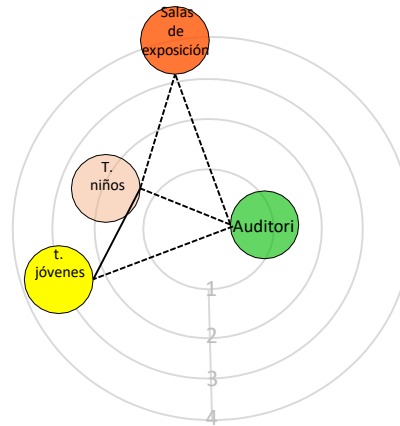 Salas
de
exposición
T.
niños
Auditori
t.
jóvenes
1
2
3
4